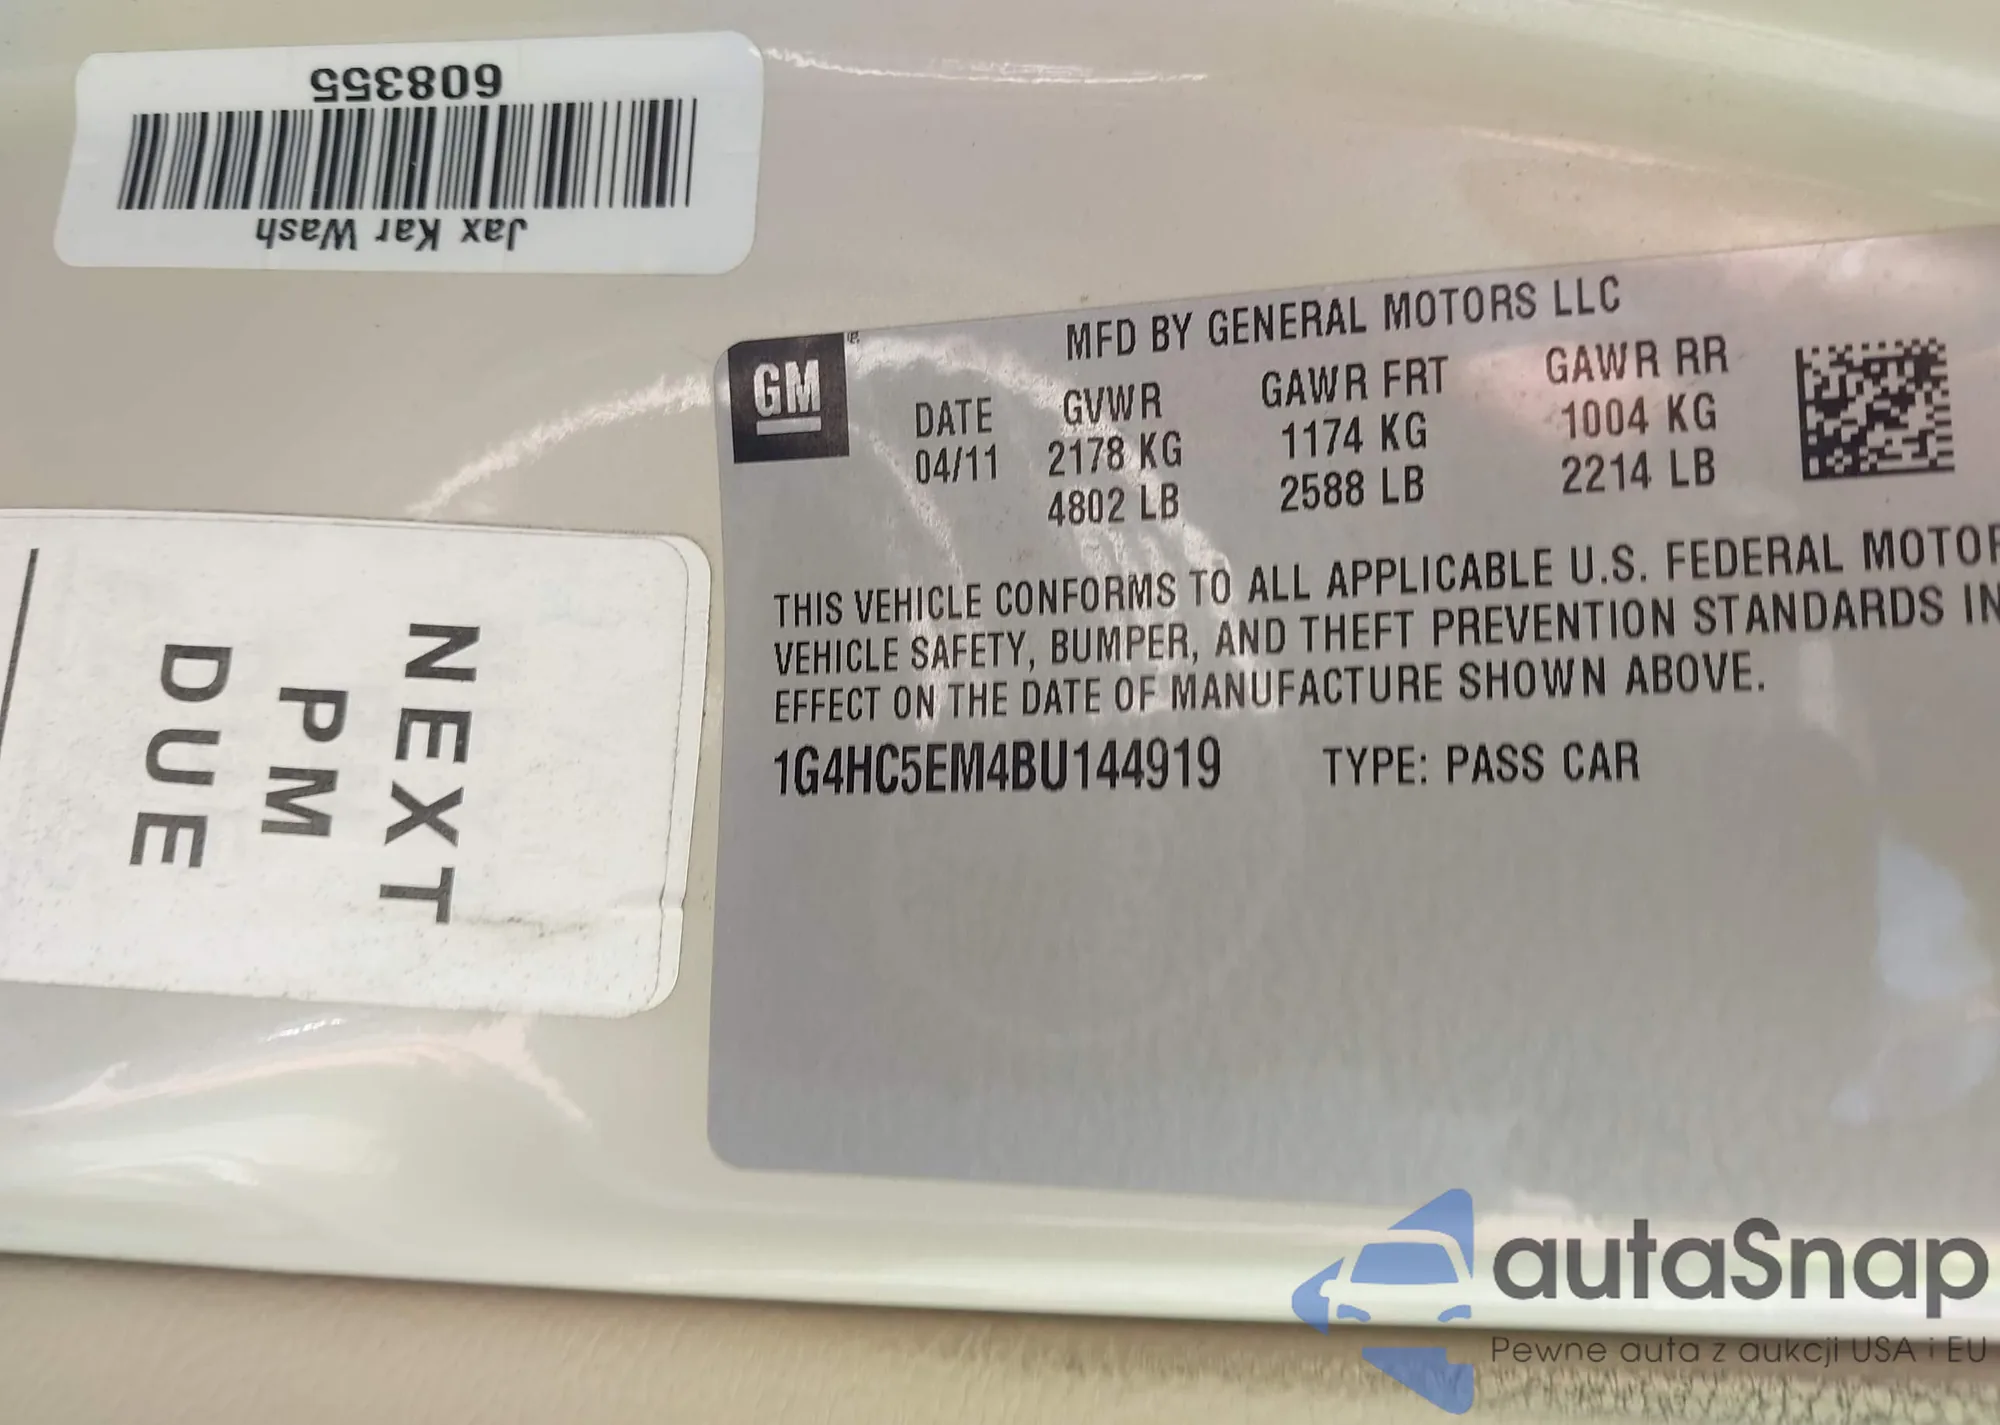 608355
Jax Kar Wash
NEXT
PM
DUE
GM
MFD BY GENERAL MOTORS LLC
DATE GVWR GAWR FRT GAWR RR
04/11 2178 KG 1174 KG 1004 KG
4802 LB 2588 LB 2214 LB
THIS VEHICLE CONFORMS TO ALL APPLICABLE U.S. FEDERAL MOTOR
VEHICLE SAFETY, BUMPER, AND THEFT PREVENTION STANDARDS IN
EFFECT ON THE DATE OF MANUFACTURE SHOWN ABOVE.
1G4HC5EM4BU144919 TYPE: PASS CAR
autaSnap
Pewne auta z aukcji USA i EU